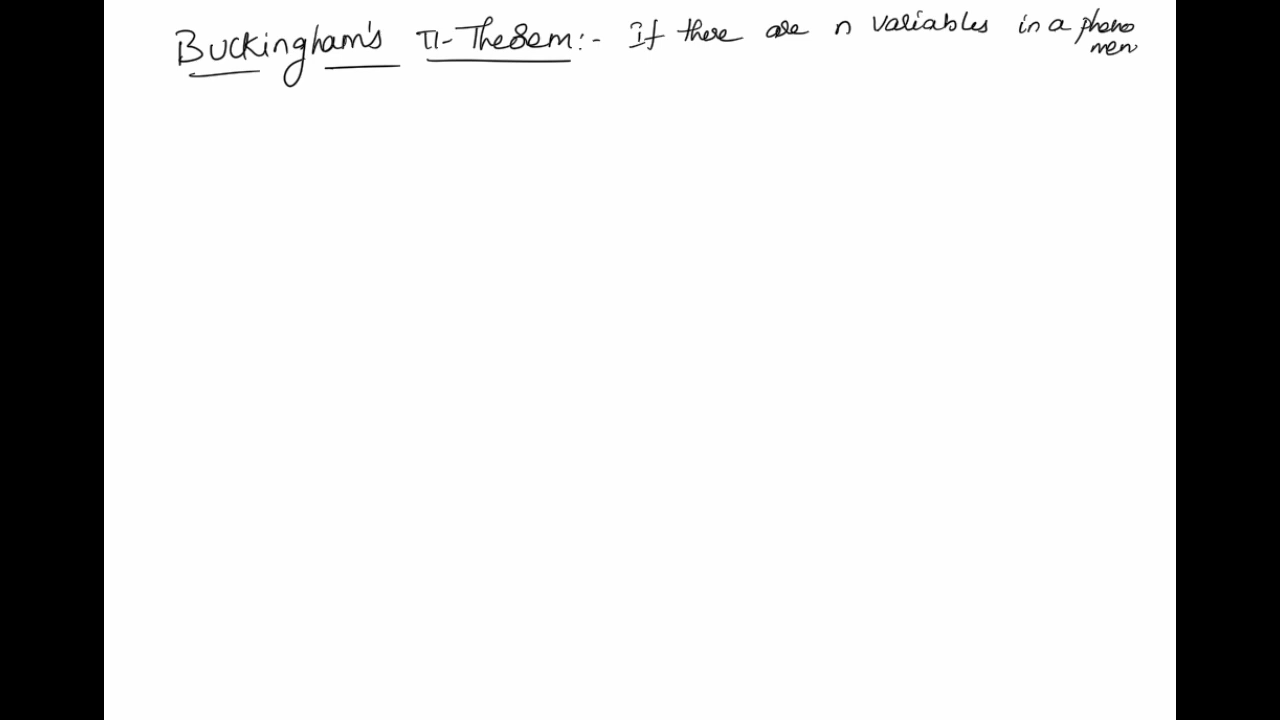 Buckingham's π-Theorem:- If there are n variables in a pheno
men